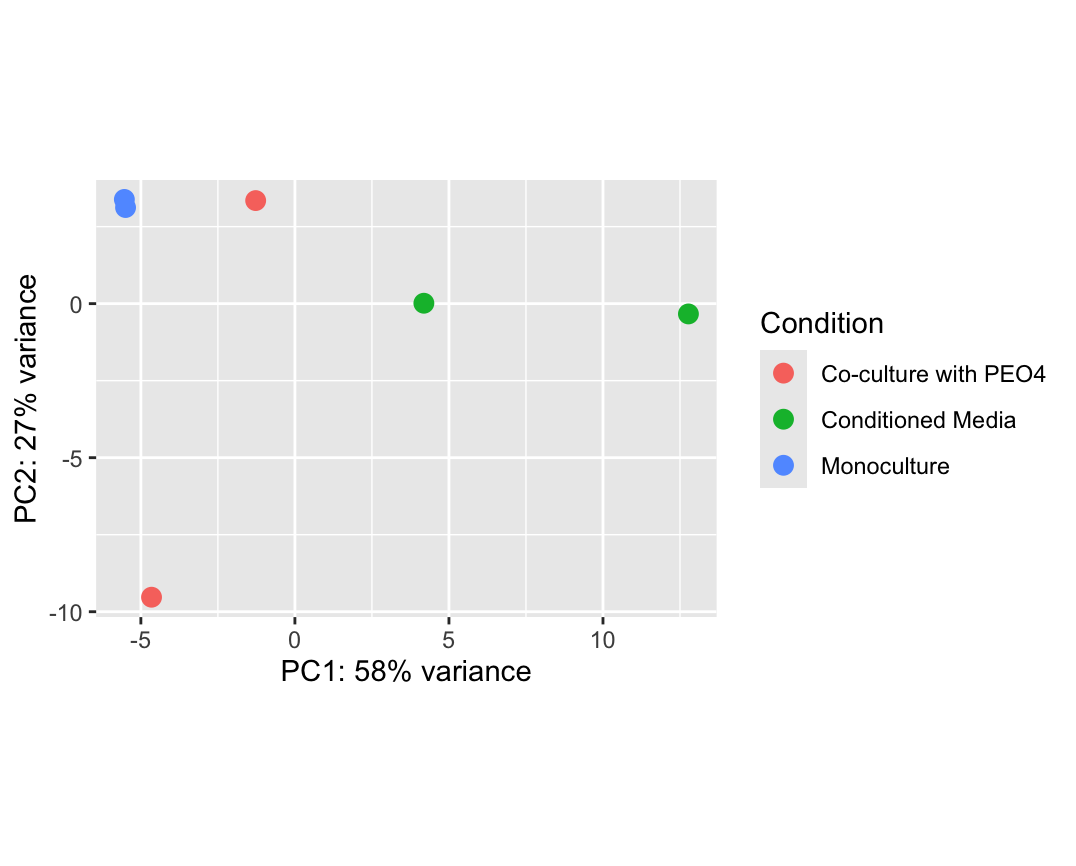 PC2: 27% variance
0
-5
-10
-5
0
5
10
PC1: 58% variance
Condition
Co-culture with PEO4
Conditioned Media
Monoculture